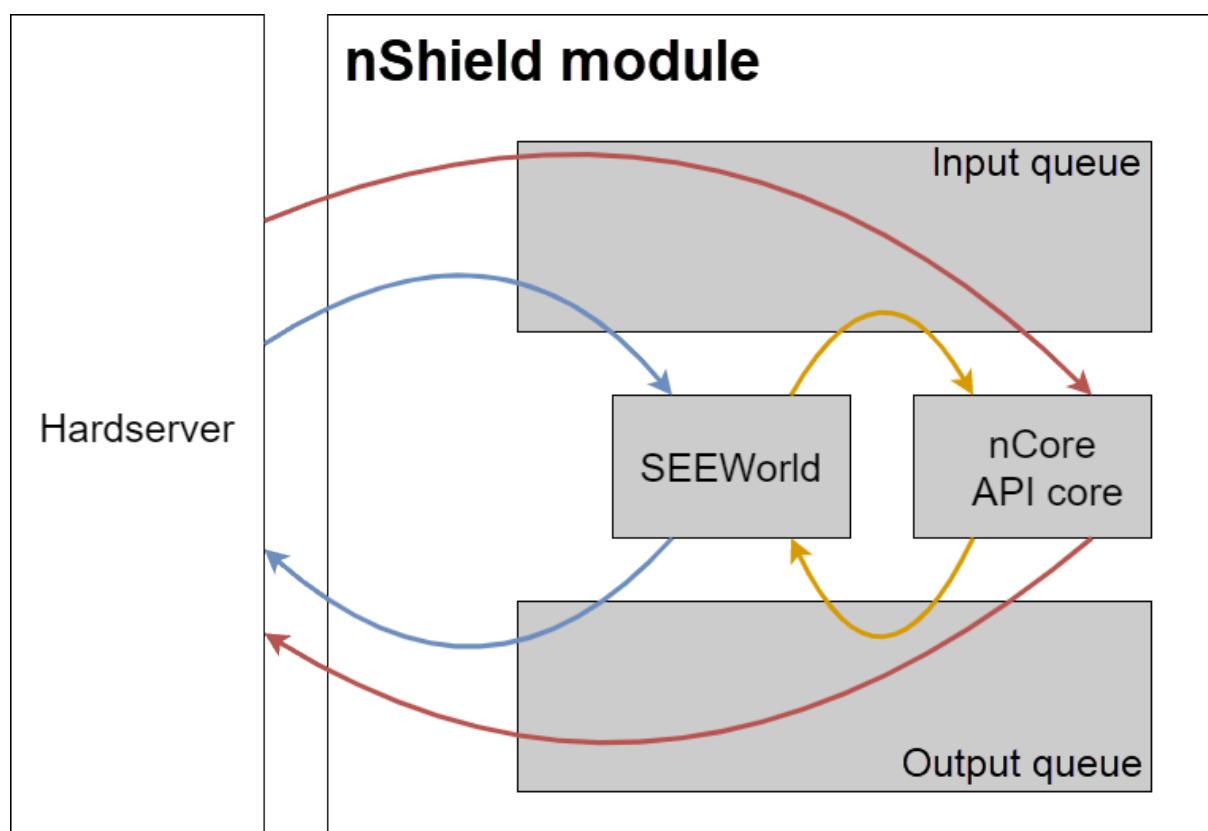 nShield module
Input queue
Hardserver
SEEWorld
nCore
API core
Output queue